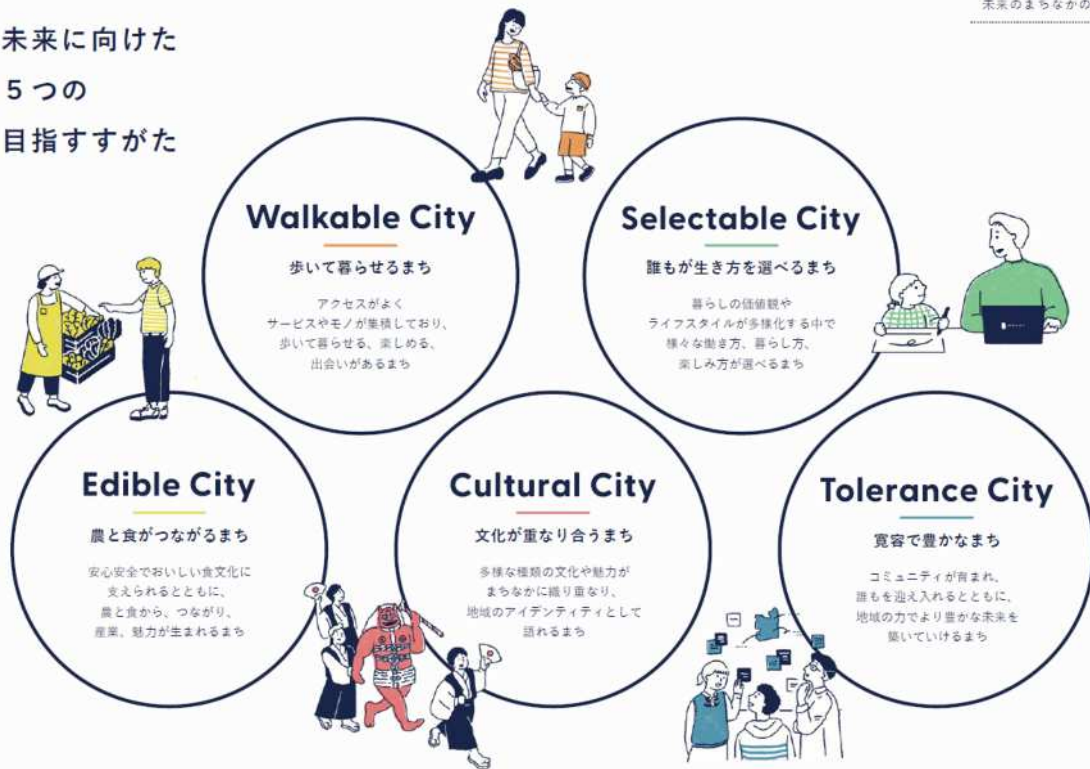 未来に向けた
5つの
目指すすがた
未来のまちなかの
Walkable City
歩いて暮らせるまち
アクセスがよく
サービスやモノが集積しており、
歩いて暮らせる、楽しめる、
出会いがあるまち
Selectable City
誰もが生き方を選べるまち
暮らしの価値観や
ライフスタイルが多様化する中で
様々な働き方、暮らし方、
楽しみ方が選べるまち
Edible City
農と食がつながるまち
安心安全でおいしい食文化に
支えられるとともに、
農と食から、つながり、
産業、魅力が生まれるまち
Cultural City
文化が重なり合うまち
多様な種類の文化や魅力が
まちなかに織り重なり、
地域のアイデンティティとして
語れるまち
Tolerance City
寛容で豊かなまち
コミュニティが育まれ、
誰もを迎え入れるとともに、
地域の力でより豊かな未来を
築いていけるまち